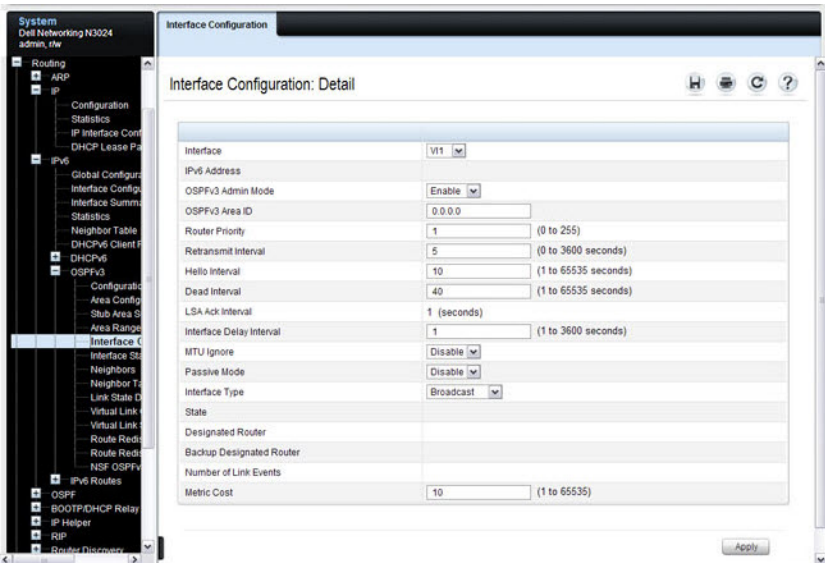 System
Dell Networking N3024
admin, r/w
Routing
ARP
IP
Configuration
Statistics
IP Interface Conf
DHCP Lease Pa
IPv6
Global Configura
Interface Configu
Interface Summa
Statistics
Neighbor Table
DHCPv6 Client P
DHCPv6
OSPFv3
Configuratio
Area Config
Stub Area S
Area Range
Interface C
Interface Sta
Neighbors
Neighbor Ta
Link State D
Virtual Link
Virtual Link
Route Redis
Route Redis
NSF OSPFv
IPv6 Routes
OSPF
BOOTP/DHCP Relay
IP Helper
RIP
Router Discovery
Interface Configuration
Interface Configuration: Detail
Interface Vl1
IPv6 Address
OSPFv3 Admin Mode Enable
OSPFv3 Area ID 0.0.0.0
Router Priority 1 (0 to 255)
Retransmit Interval 5 (0 to 3600 seconds)
Hello Interval 10 (1 to 65535 seconds)
Dead Interval 40 (1 to 65535 seconds)
LSA Ack Interval 1 (seconds)
Interface Delay Interval 1 (1 to 3600 seconds)
MTU Ignore Disable
Passive Mode Disable
Interface Type Broadcast
State
Designated Router
Backup Designated Router
Number of Link Events
Metric Cost 10 (1 to 65535)
Apply